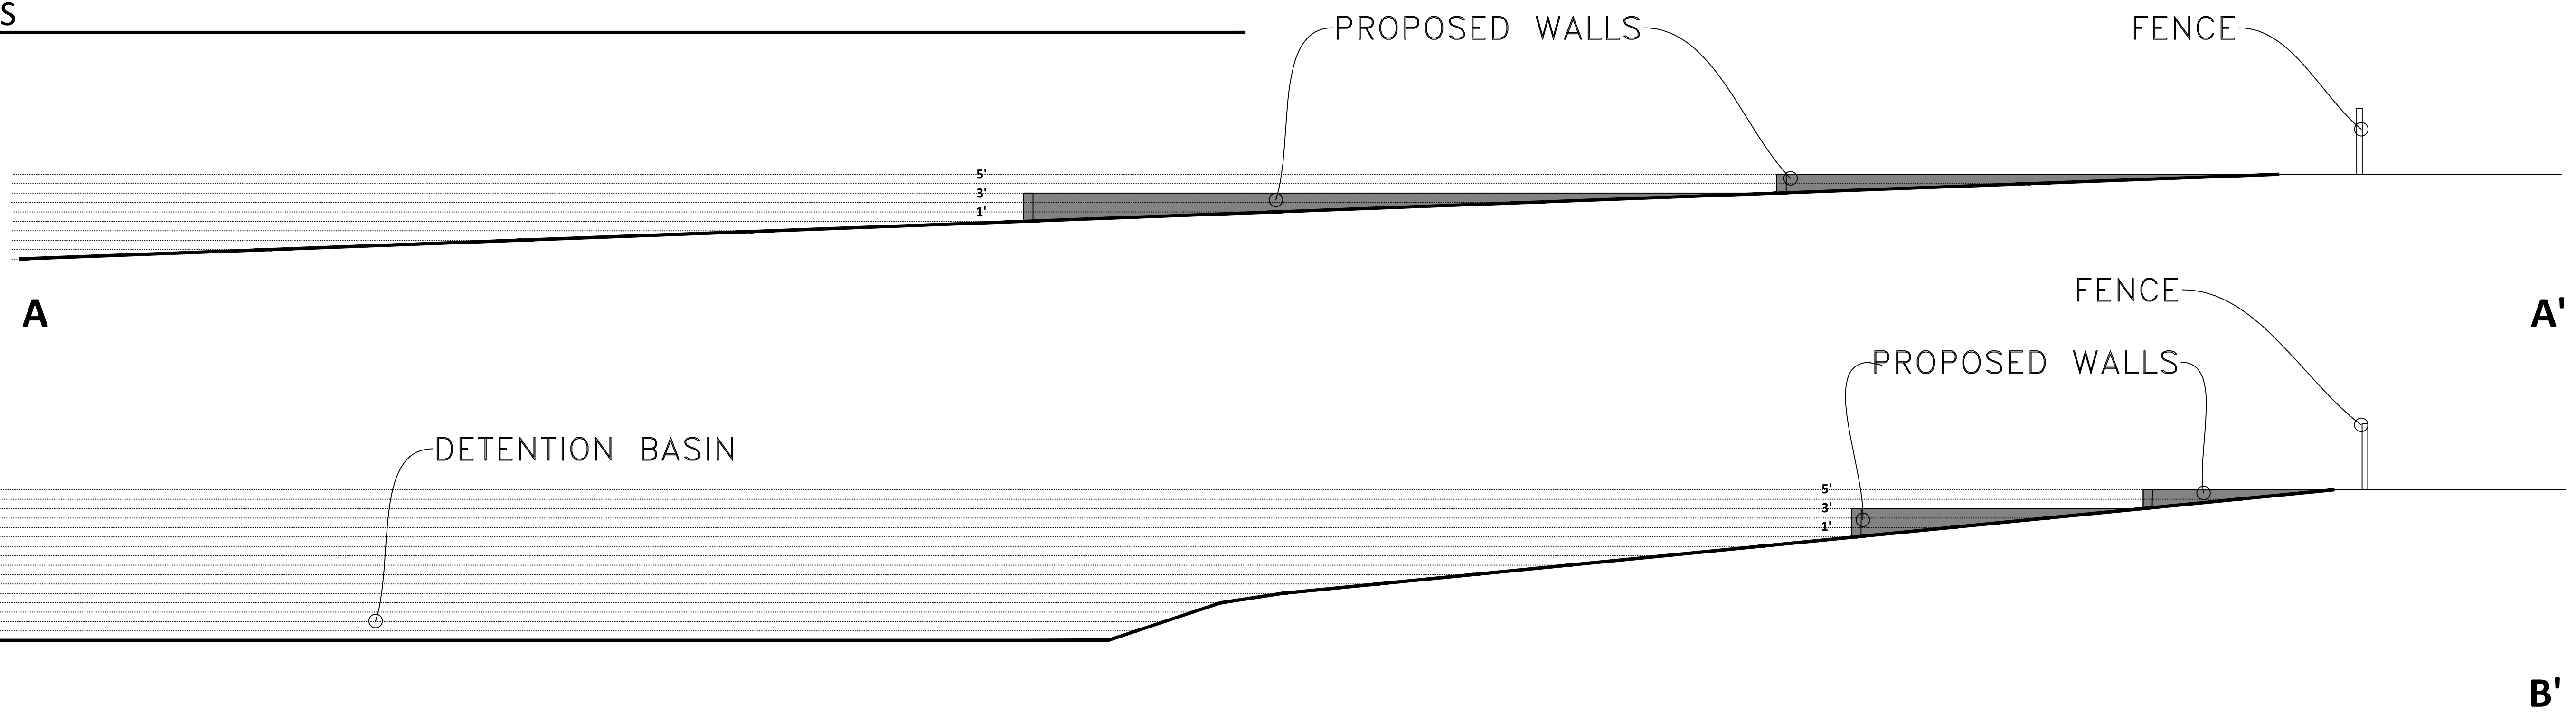 S
PROPOSED WALLS
FENCE
5'
3'
1'
A
A'
FENCE
PROPOSED WALLS
DETENTION BASIN
5'
3'
1'
B'